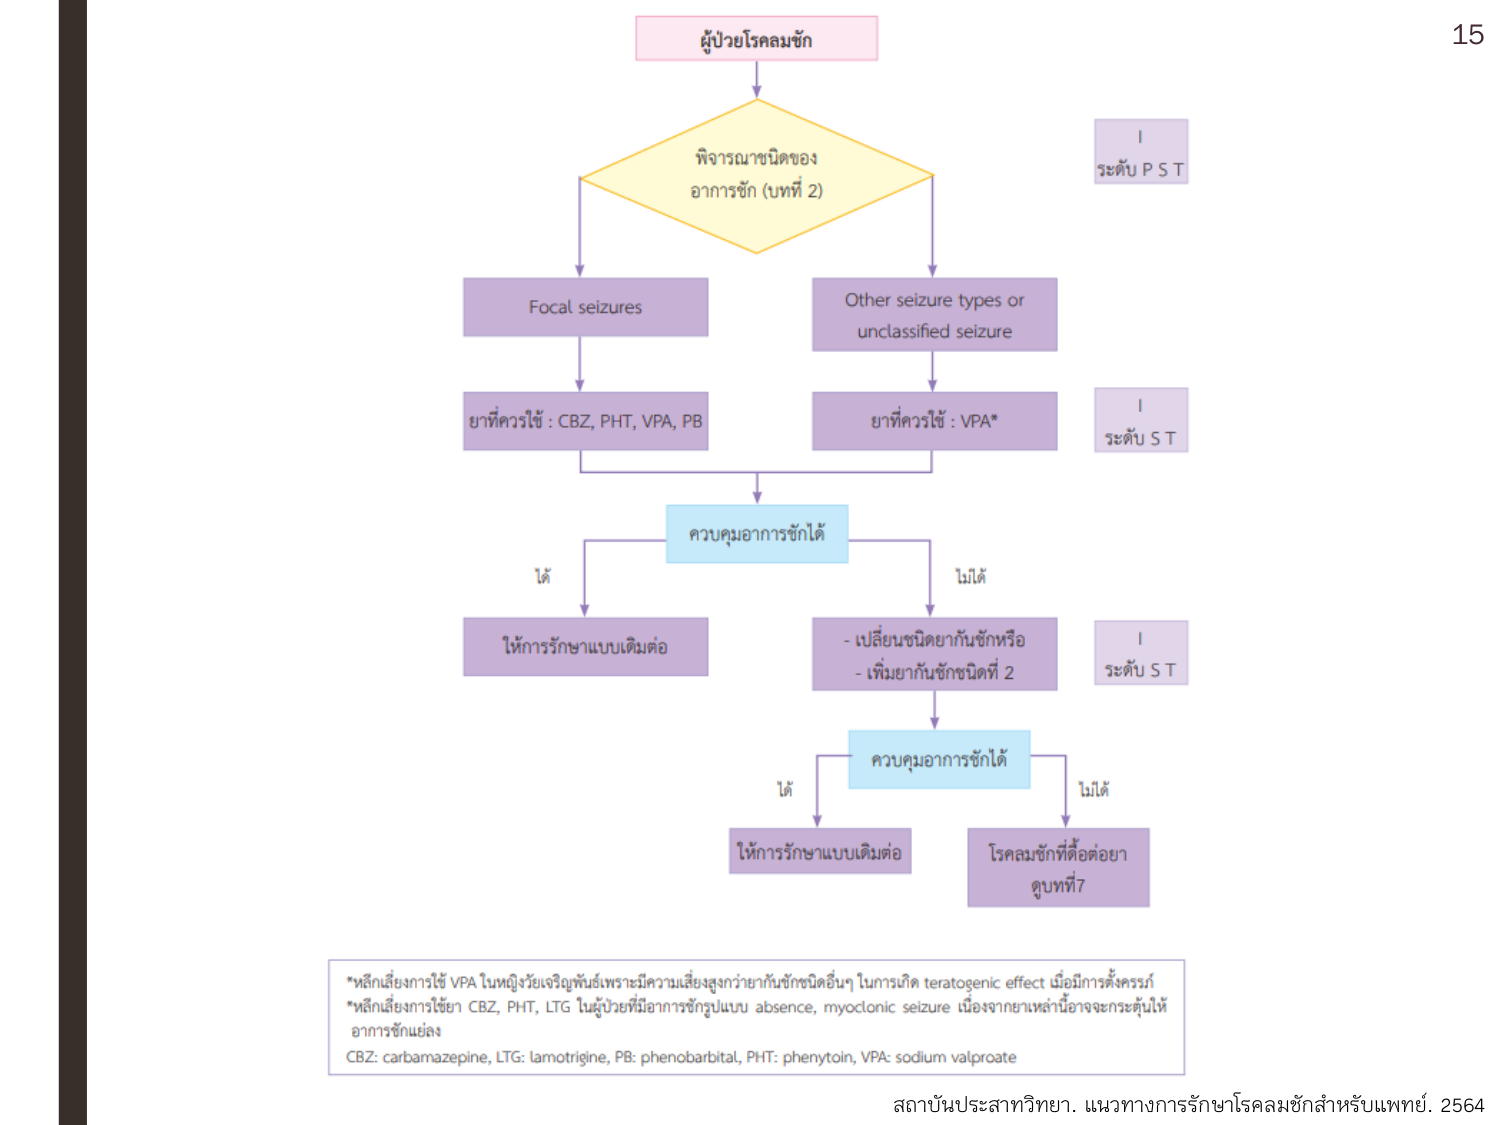 15
ผู้ป่วยโรคลมชัก
พิจารณาชนิดของ
อาการชัก (บทที่ 2)
I
ระดับ P S T
Focal seizures
Other seizure types or
unclassified seizure
ยาที่ควรใช้ : CBZ, PHT, VPA, PB
ยาที่ควรใช้ : VPA*
I
ระดับ S T
ควบคุมอาการชักได้
ได้
ไม่ได้
ให้การรักษาแบบเดิมต่อ
- เปลี่ยนชนิดยากันชักหรือ
- เพิ่มยากันชักชนิดที่ 2
I
ระดับ S T
ควบคุมอาการชักได้
ได้
ไม่ได้
ให้การรักษาแบบเดิมต่อ
โรคลมชักที่ดื้อต่อยา
ดูบทที่7
*หลีกเลี่ยงการใช้ VPA ในหญิงวัยเจริญพันธ์เพราะมีความเสี่ยงสูงกว่ายากันชักชนิดอื่นๆ ในการเกิด teratogenic effect เมื่อมีการตั้งครรภ์
*หลีกเลี่ยงการใช้ยา CBZ, PHT, LTG ในผู้ป่วยที่มีอาการชักรูปแบบ absence, myoclonic seizure เนื่องจากยาเหล่านี้อาจจะกระตุ้นให้
อาการชักแย่ลง
CBZ: carbamazepine, LTG: lamotrigine, PB: phenobarbital, PHT: phenytoin, VPA: sodium valproate
สถาบันประสาทวิทยา. แนวทางการรักษาโรคลมชักสำหรับแพทย์. 2564